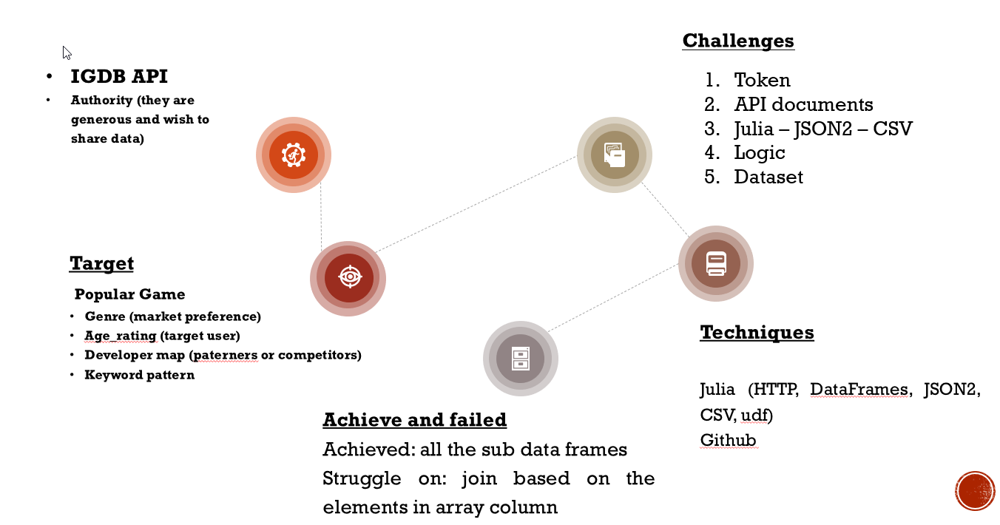 • IGDB API
• Authority (they are
generous and wish to
share data)
Target
Popular Game
• Genre (market preference)
• Age_rating (target user)
• Developer map (paterners or competitors)
• Keyword pattern
Achieve and failed
Achieved: all the sub data frames
Struggle on: join based on the
elements in array column
Challenges
1. Token
2. API documents
3. Julia – JSON2 – CSV
4. Logic
5. Dataset
Techniques
Julia (HTTP, DataFrames, JSON2,
CSV, udf)
Github